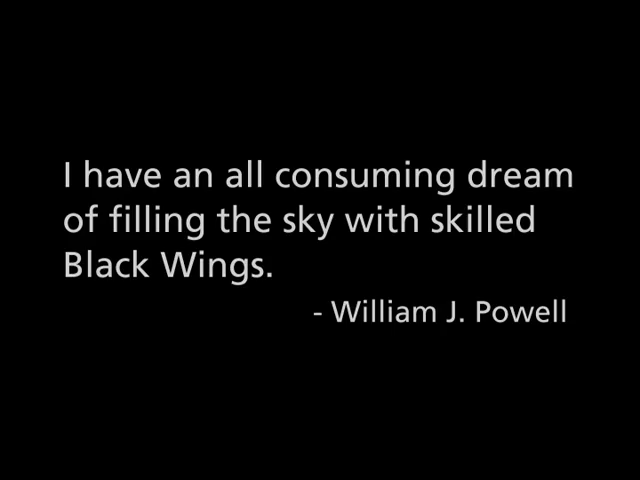 I have an all consuming dream
of filling the sky with skilled
Black Wings.
- William J. Powell